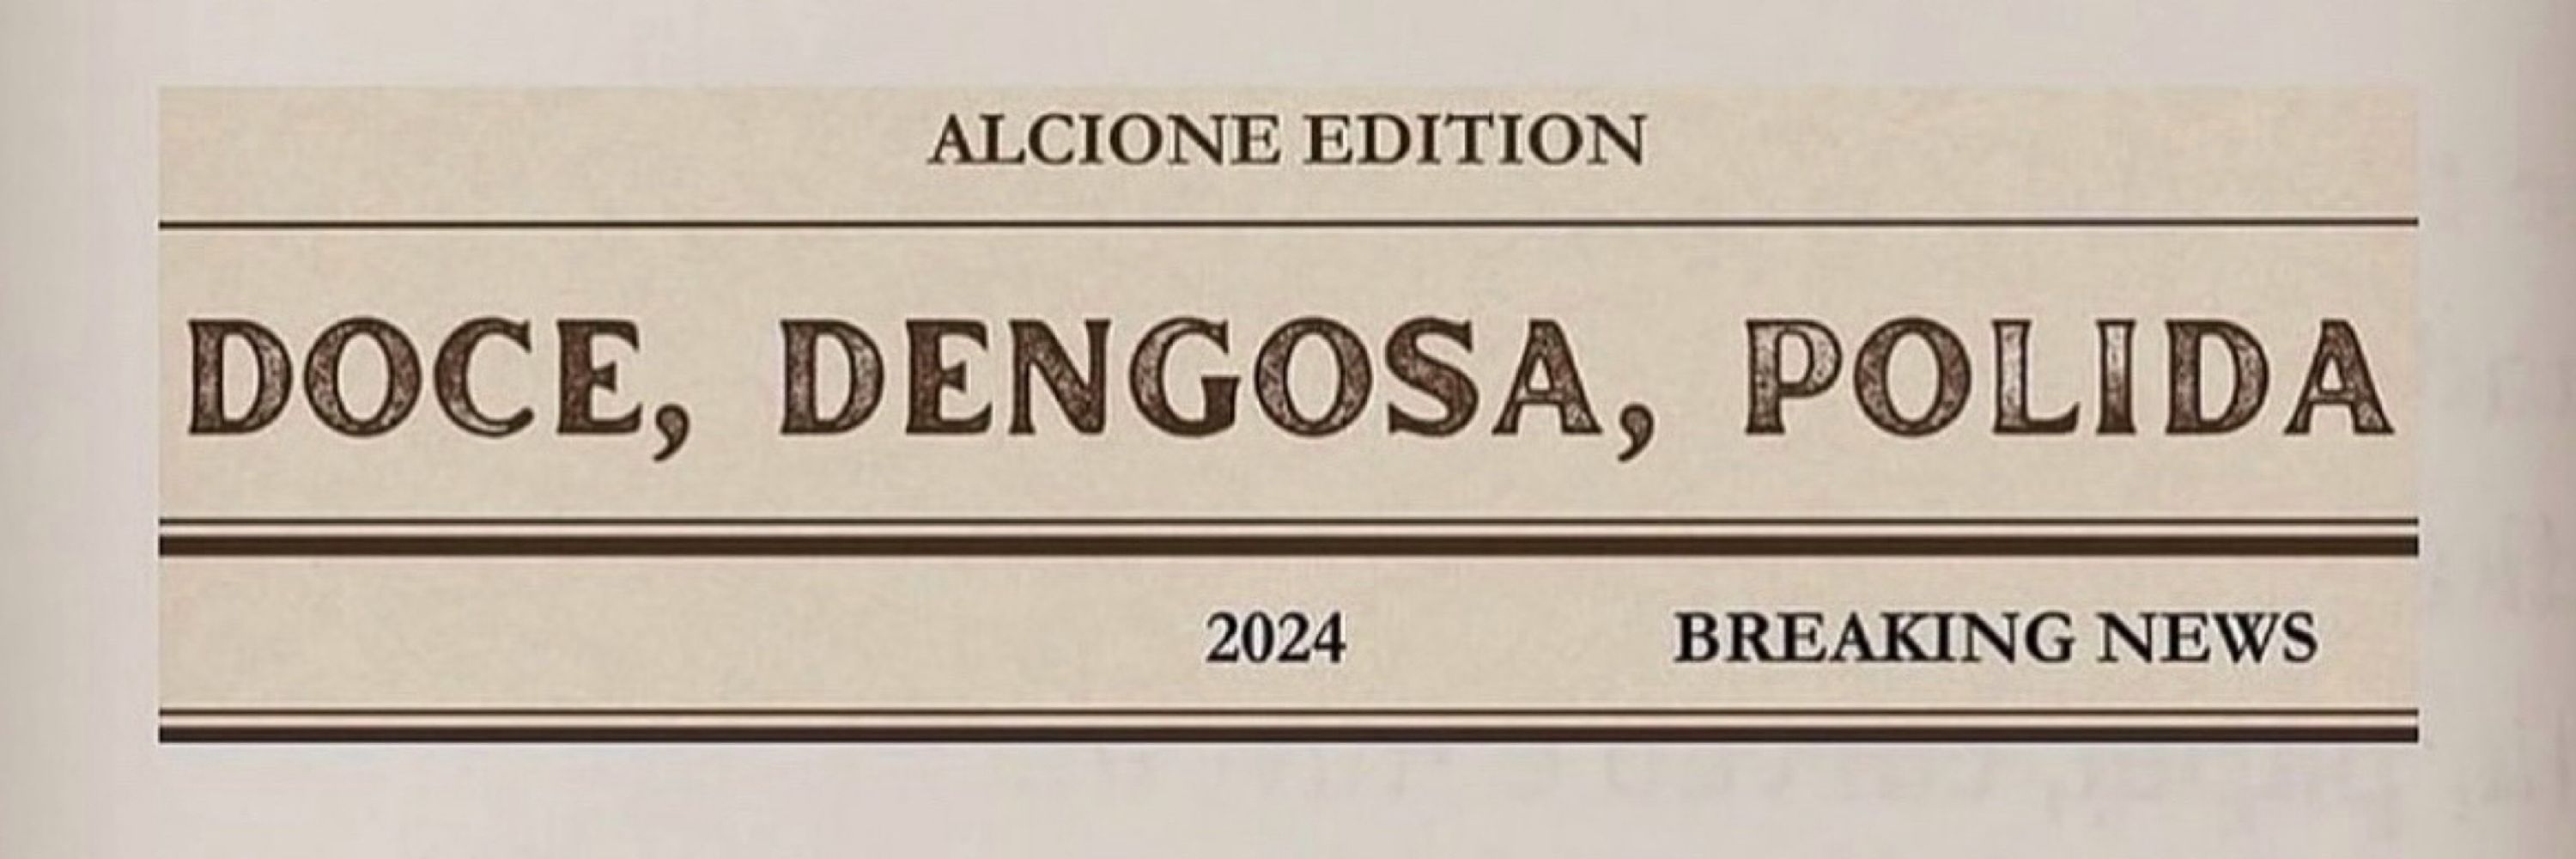 ALCIONE EDITION
DOCE, DENGOSA, POLIDA
2024 BREAKING NEWS